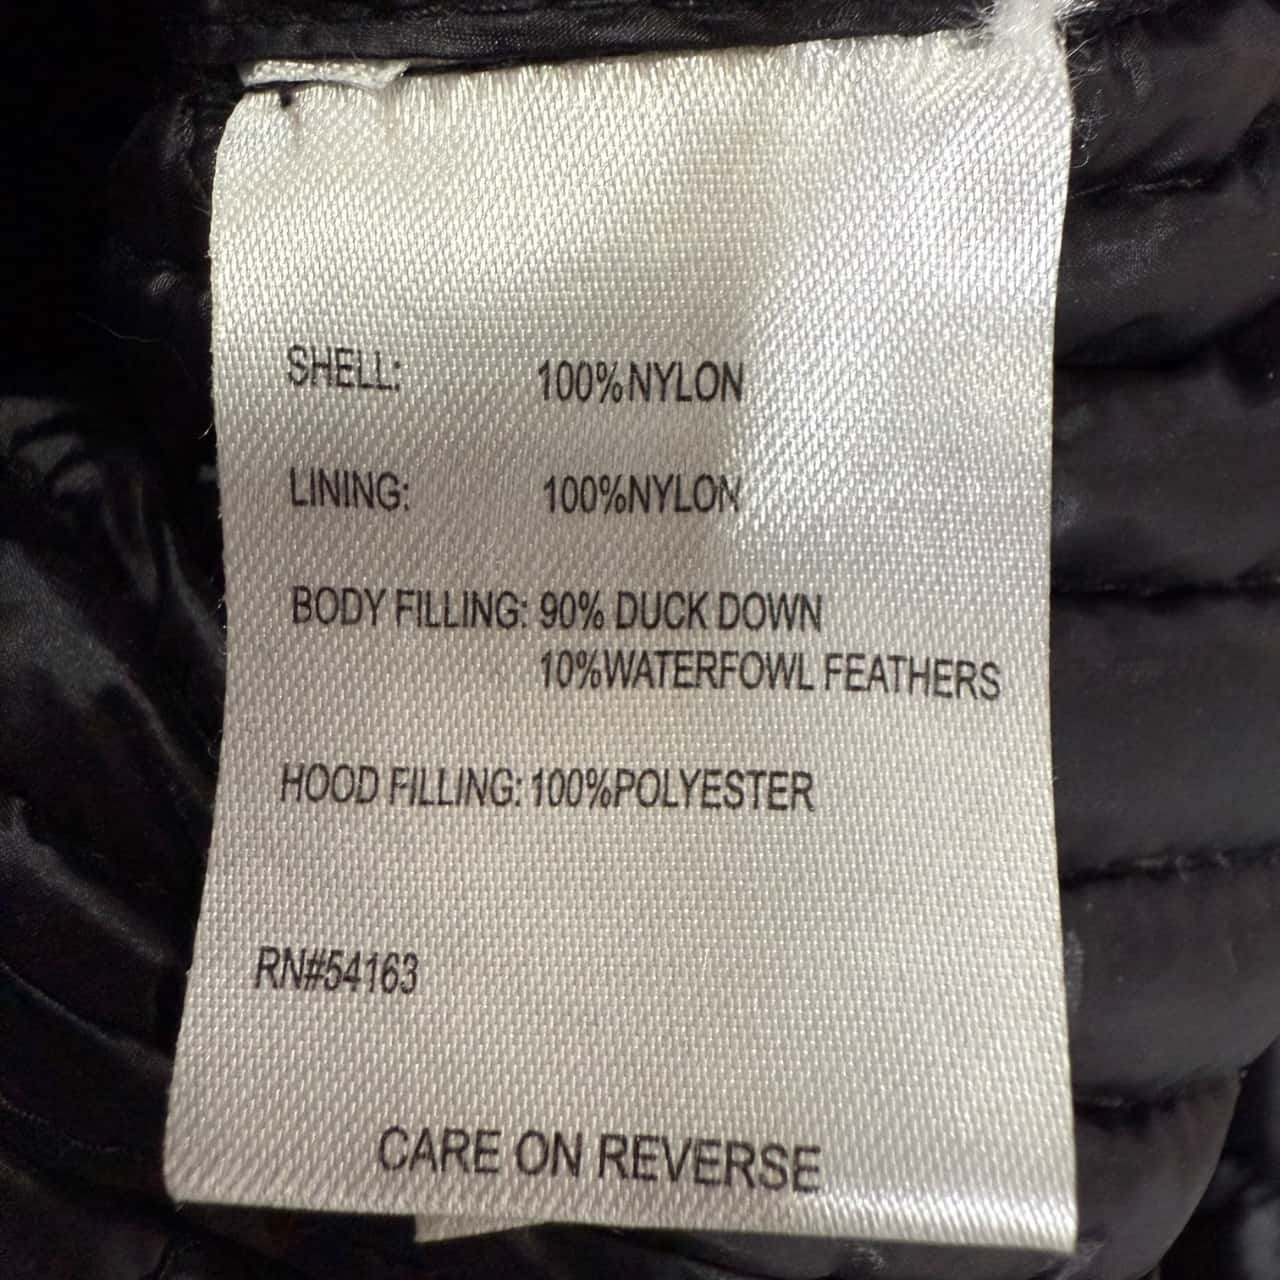 SHELL: 100%NYLON
LINING: 100%NYLON
BODY FILLING: 90% DUCK DOWN
10%WATERFOWL FEATHERS
HOOD FILLING: 100%POLYESTER
RN#54163
CARE ON REVERSE